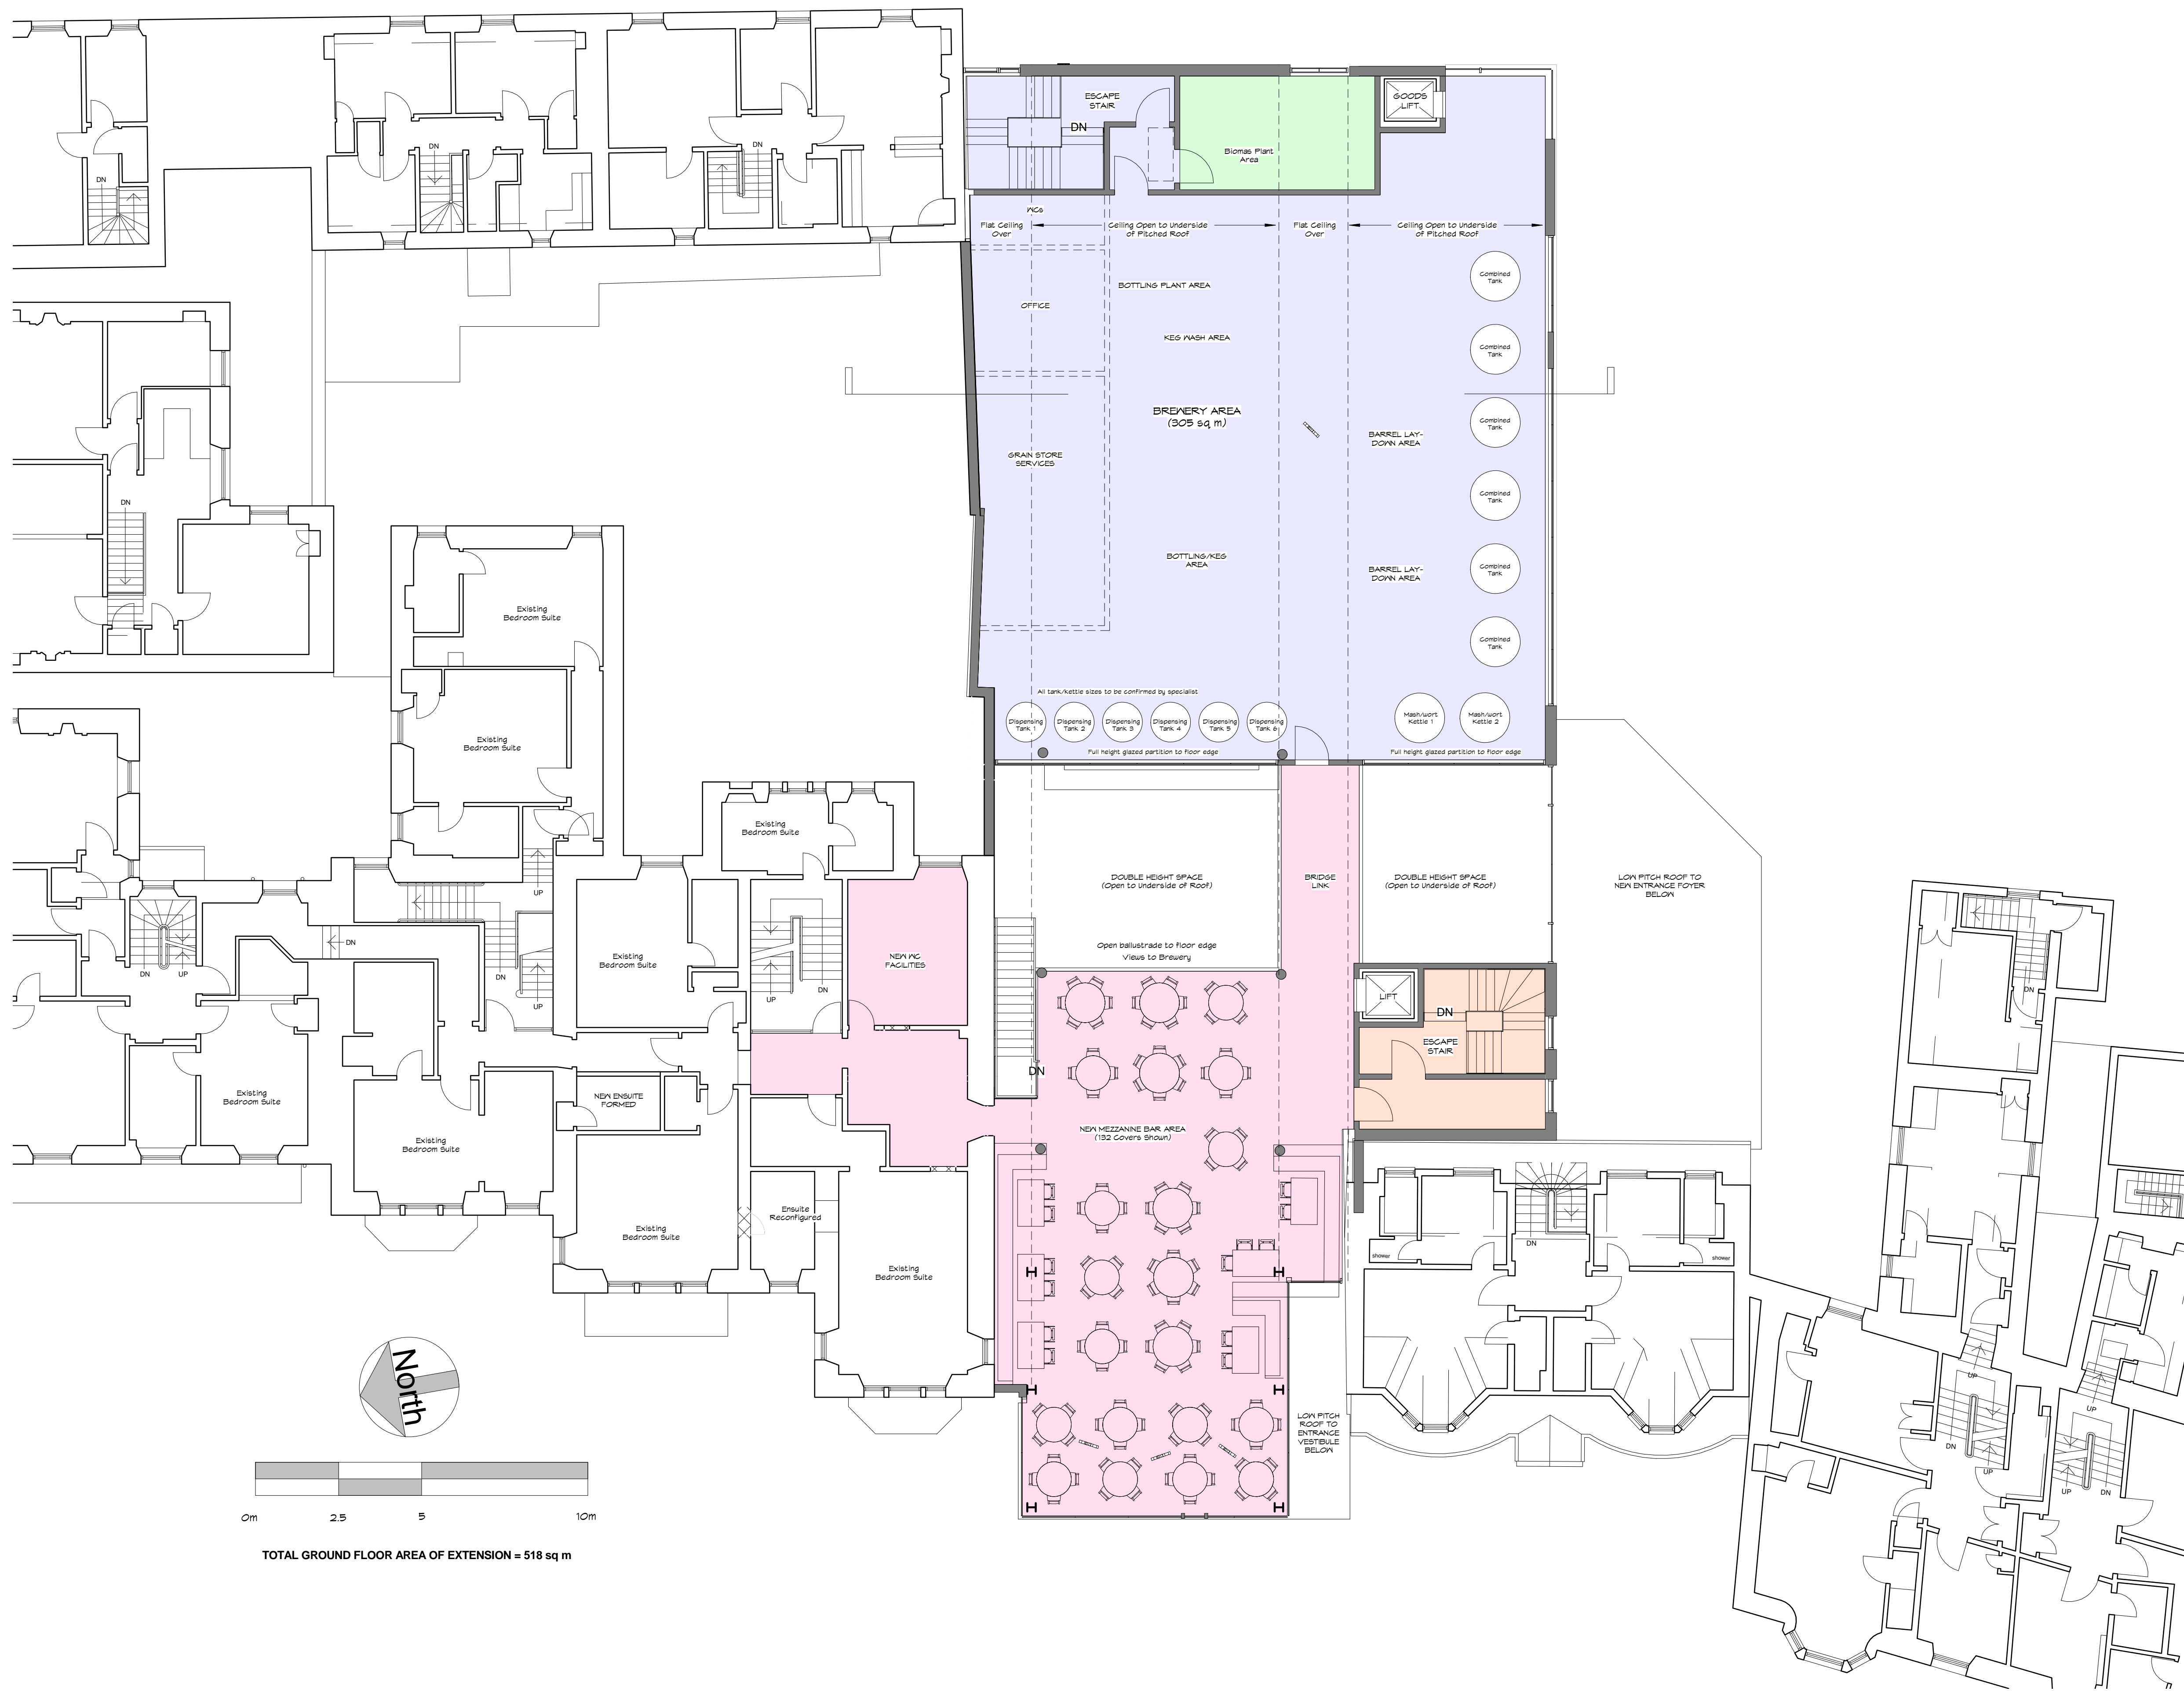 ESCAPE
STAIR
DN
GOODS
LIFT
Biomas Plant
Area
DN
DN
DN
WCs
Flat Ceiling
Over
Ceiling Open to Underside
of Pitched Roof
Flat Ceiling
Over
Ceiling Open to Underside
of Pitched Roof
BOTTLING PLANT AREA
OFFICE
KEG WASH AREA
Combined
Tank
Combined
Tank
Combined
Tank
Combined
Tank
Combined
Tank
Combined
Tank
BREWERY AREA
(305 sq m)
BARREL LAY-
DOWN AREA
GRAIN STORE
SERVICES
BOTTLING/KEG
AREA
BARREL LAY-
DOWN AREA
DN
Existing
Bedroom Suite
Existing
Bedroom Suite
All tank/kettle sizes to be confirmed by specialist
Dispensing
Tank 1
Dispensing
Tank 2
Dispensing
Tank 3
Dispensing
Tank 4
Dispensing
Tank 5
Dispensing
Tank 6
Mash/wort
Kettle 1
Mash/wort
Kettle 2
Full height glazed partition to floor edge
Full height glazed partition to floor edge
Existing
Bedroom Suite
UP
DOUBLE HEIGHT SPACE
(Open to Underside of Roof)
BRIDGE
LINK
DOUBLE HEIGHT SPACE
(Open to Underside of Roof)
LOW PITCH ROOF TO
NEW ENTRANCE FOYER
BELOW
DN
DN
UP
DN
UP
Existing
Bedroom Suite
UP
DN
NEW WC
FACILITIES
Open ballustrade to floor edge
Views to Brewery
LIFT
DN
ESCAPE
STAIR
DN
DN
Existing
Bedroom Suite
NEW ENSUITE
FORMED
Existing
Bedroom Suite
NEW MEZZANINE BAR AREA
(132 Covers Shown)
Existing
Bedroom Suite
Ensuite
Reconfigured
Existing
Bedroom Suite
shower
DN
shower
LOW PITCH
ROOF TO
ENTRANCE
VESTIBULE
BELOW
UP
DN
UP
UP
UP
DN
North
0m
2.5
5
10m
TOTAL GROUND FLOOR AREA OF EXTENSION = 518 sq m